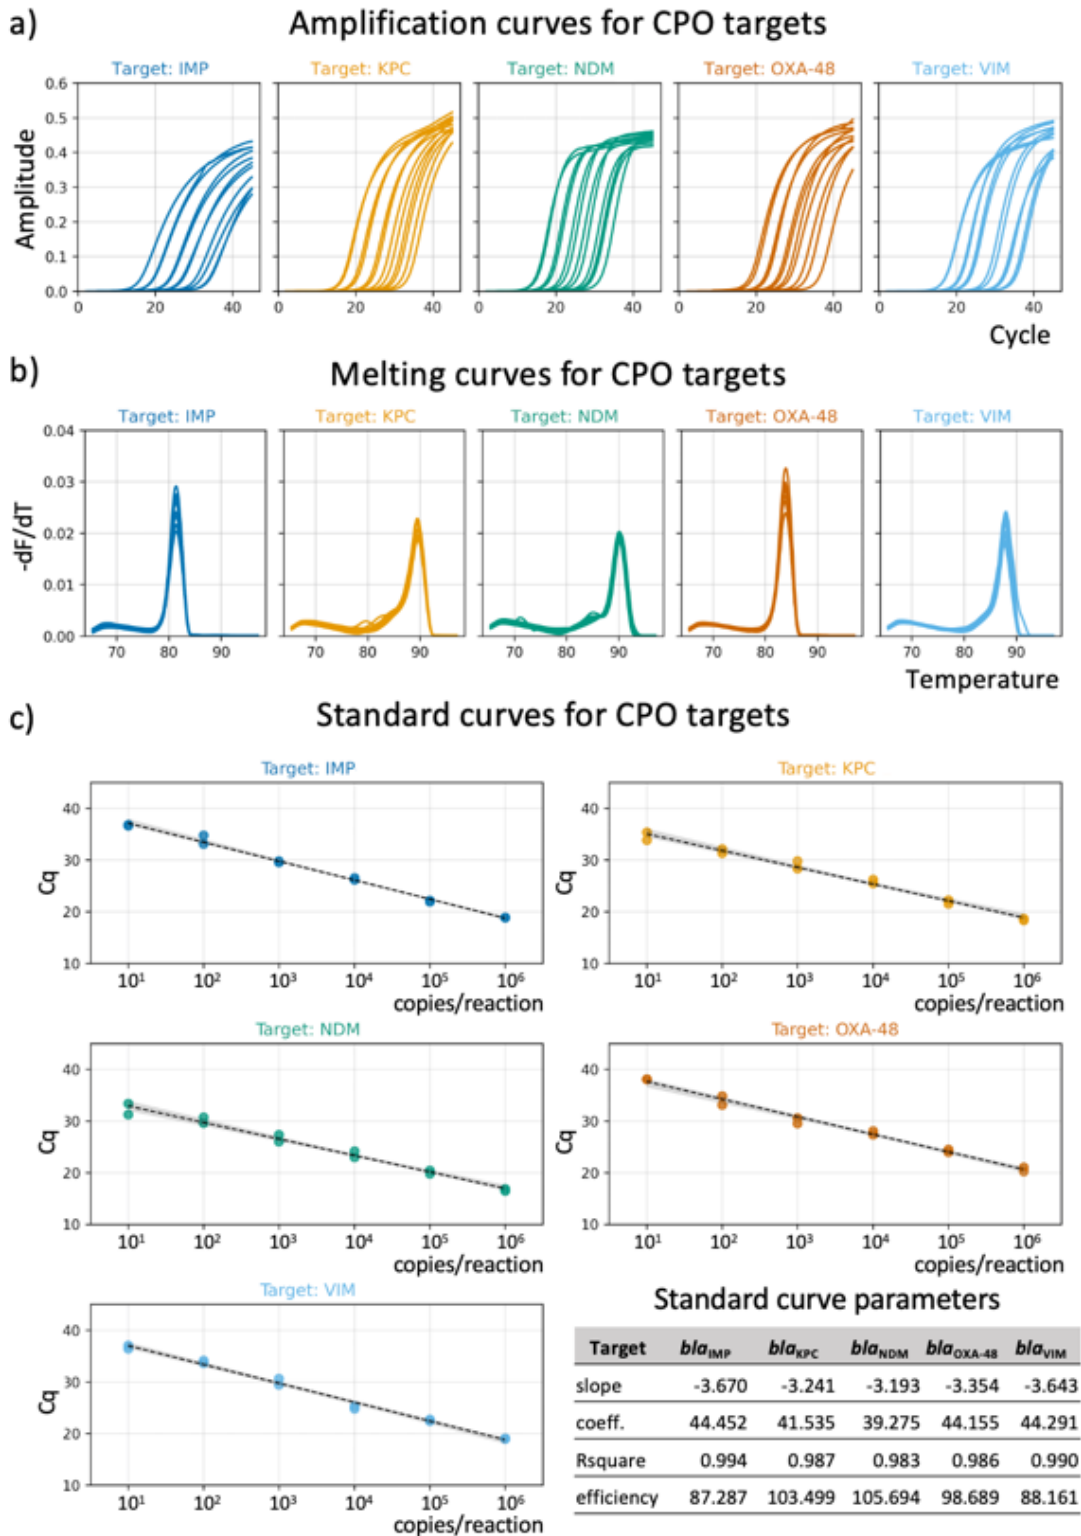 a) Amplification curves for CPO targets
Target: IMP Target: KPC Target: NDM Target: OXA-48 Target: VIM
0.6
0.5
0.4
0.3
0.2
0.1
0.0
Amplitude
0 20 40 0 20 40 0 20 40 0 20 40 0 20 40
Cycle
b) Melting curves for CPO targets
Target: IMP Target: KPC Target: NDM Target: OXA-48 Target: VIM
0.04
0.03
0.02
0.01
0.00
-dF/dT
70 80 90 70 80 90 70 80 90 70 80 90 70 80 90
Temperature
c) Standard curves for CPO targets
Target: IMP
40
30
20
10
Cq
10¹ 10² 10³ 10⁴ 10⁵ 10⁶
copies/reaction
Target: KPC
40
30
20
10
Cq
10¹ 10² 10³ 10⁴ 10⁵ 10⁶
copies/reaction
Target: NDM
40
30
20
10
Cq
10¹ 10² 10³ 10⁴ 10⁵ 10⁶
copies/reaction
Target: OXA-48
40
30
20
10
Cq
10¹ 10² 10³ 10⁴ 10⁵ 10⁶
copies/reaction
Target: VIM
40
30
20
10
Cq
10¹ 10² 10³ 10⁴ 10⁵ 10⁶
copies/reaction
Standard curve parameters
Target blaIMP blaKPC blaNDM blaOXA-48 blaVIM
slope -3.670 -3.241 -3.193 -3.354 -3.643
coeff. 44.452 41.535 39.275 44.155 44.291
Rsquare 0.994 0.987 0.983 0.986 0.990
efficiency 87.287 103.499 105.694 98.689 88.161